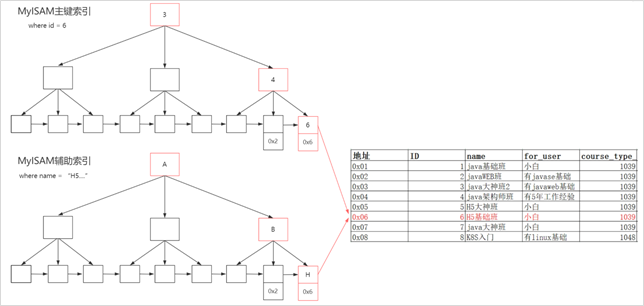 MyISAM主键索引
where id = 6
3
4
6
0x2
0x6
MyISAM辅助索引
where name = “H5...”
A
B
H
0x2
0x6
地址 ID name for_user course_type_
0x01 1 java基础班 小白 1039
0x02 2 javaWEB班 有javase基础 1039
0x03 3 java大神班2 有javaweb基础 1039
0x04 4 java架构师班 有5年工作经验 1039
0x05 5 H5大神班 小白 1039
0x06 6 H5基础班 小白 1039
0x07 7 java大神班 小白 1039
0x08 8 K8S入门 有linux基础 1048